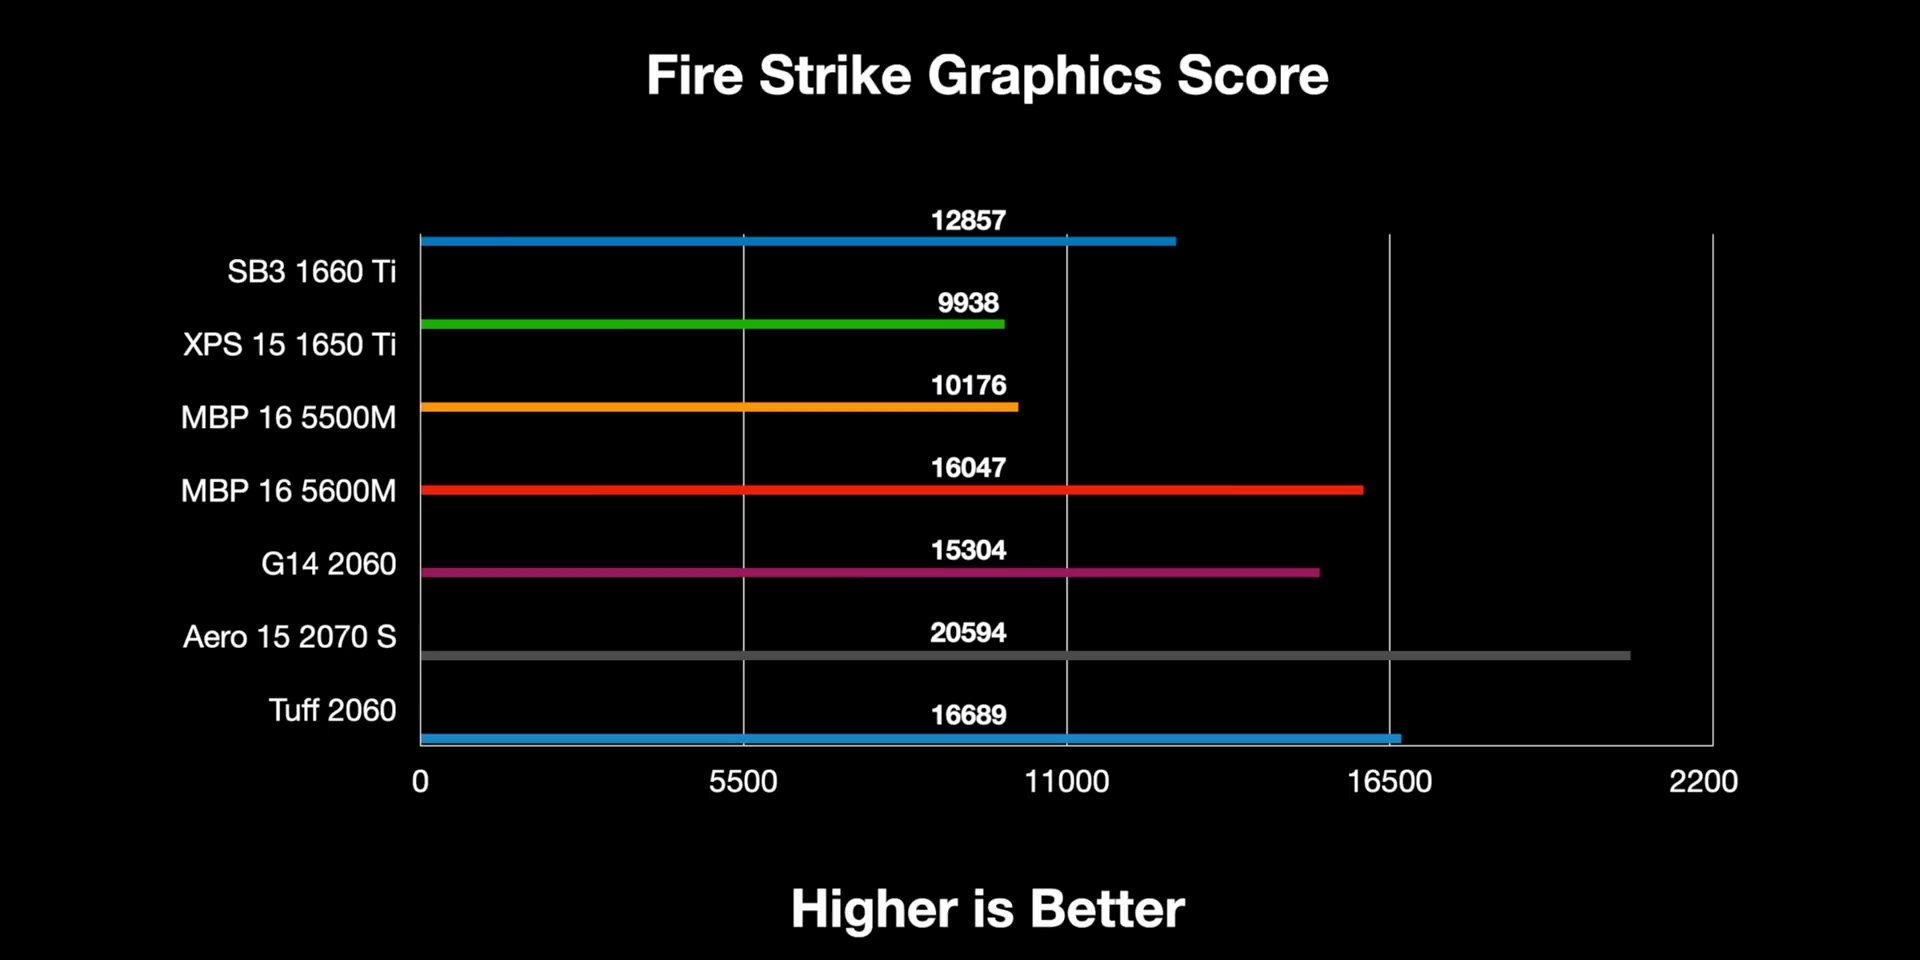 Fire Strike Graphics Score
12857
SB3 1660 Ti
9938
XPS 15 1650 Ti
10176
MBP 16 5500M
16047
MBP 16 5600M
15304
G14 2060
20594
Aero 15 2070 S
16689
Tuff 2060
0 5500 11000 16500 2200
Higher is Better